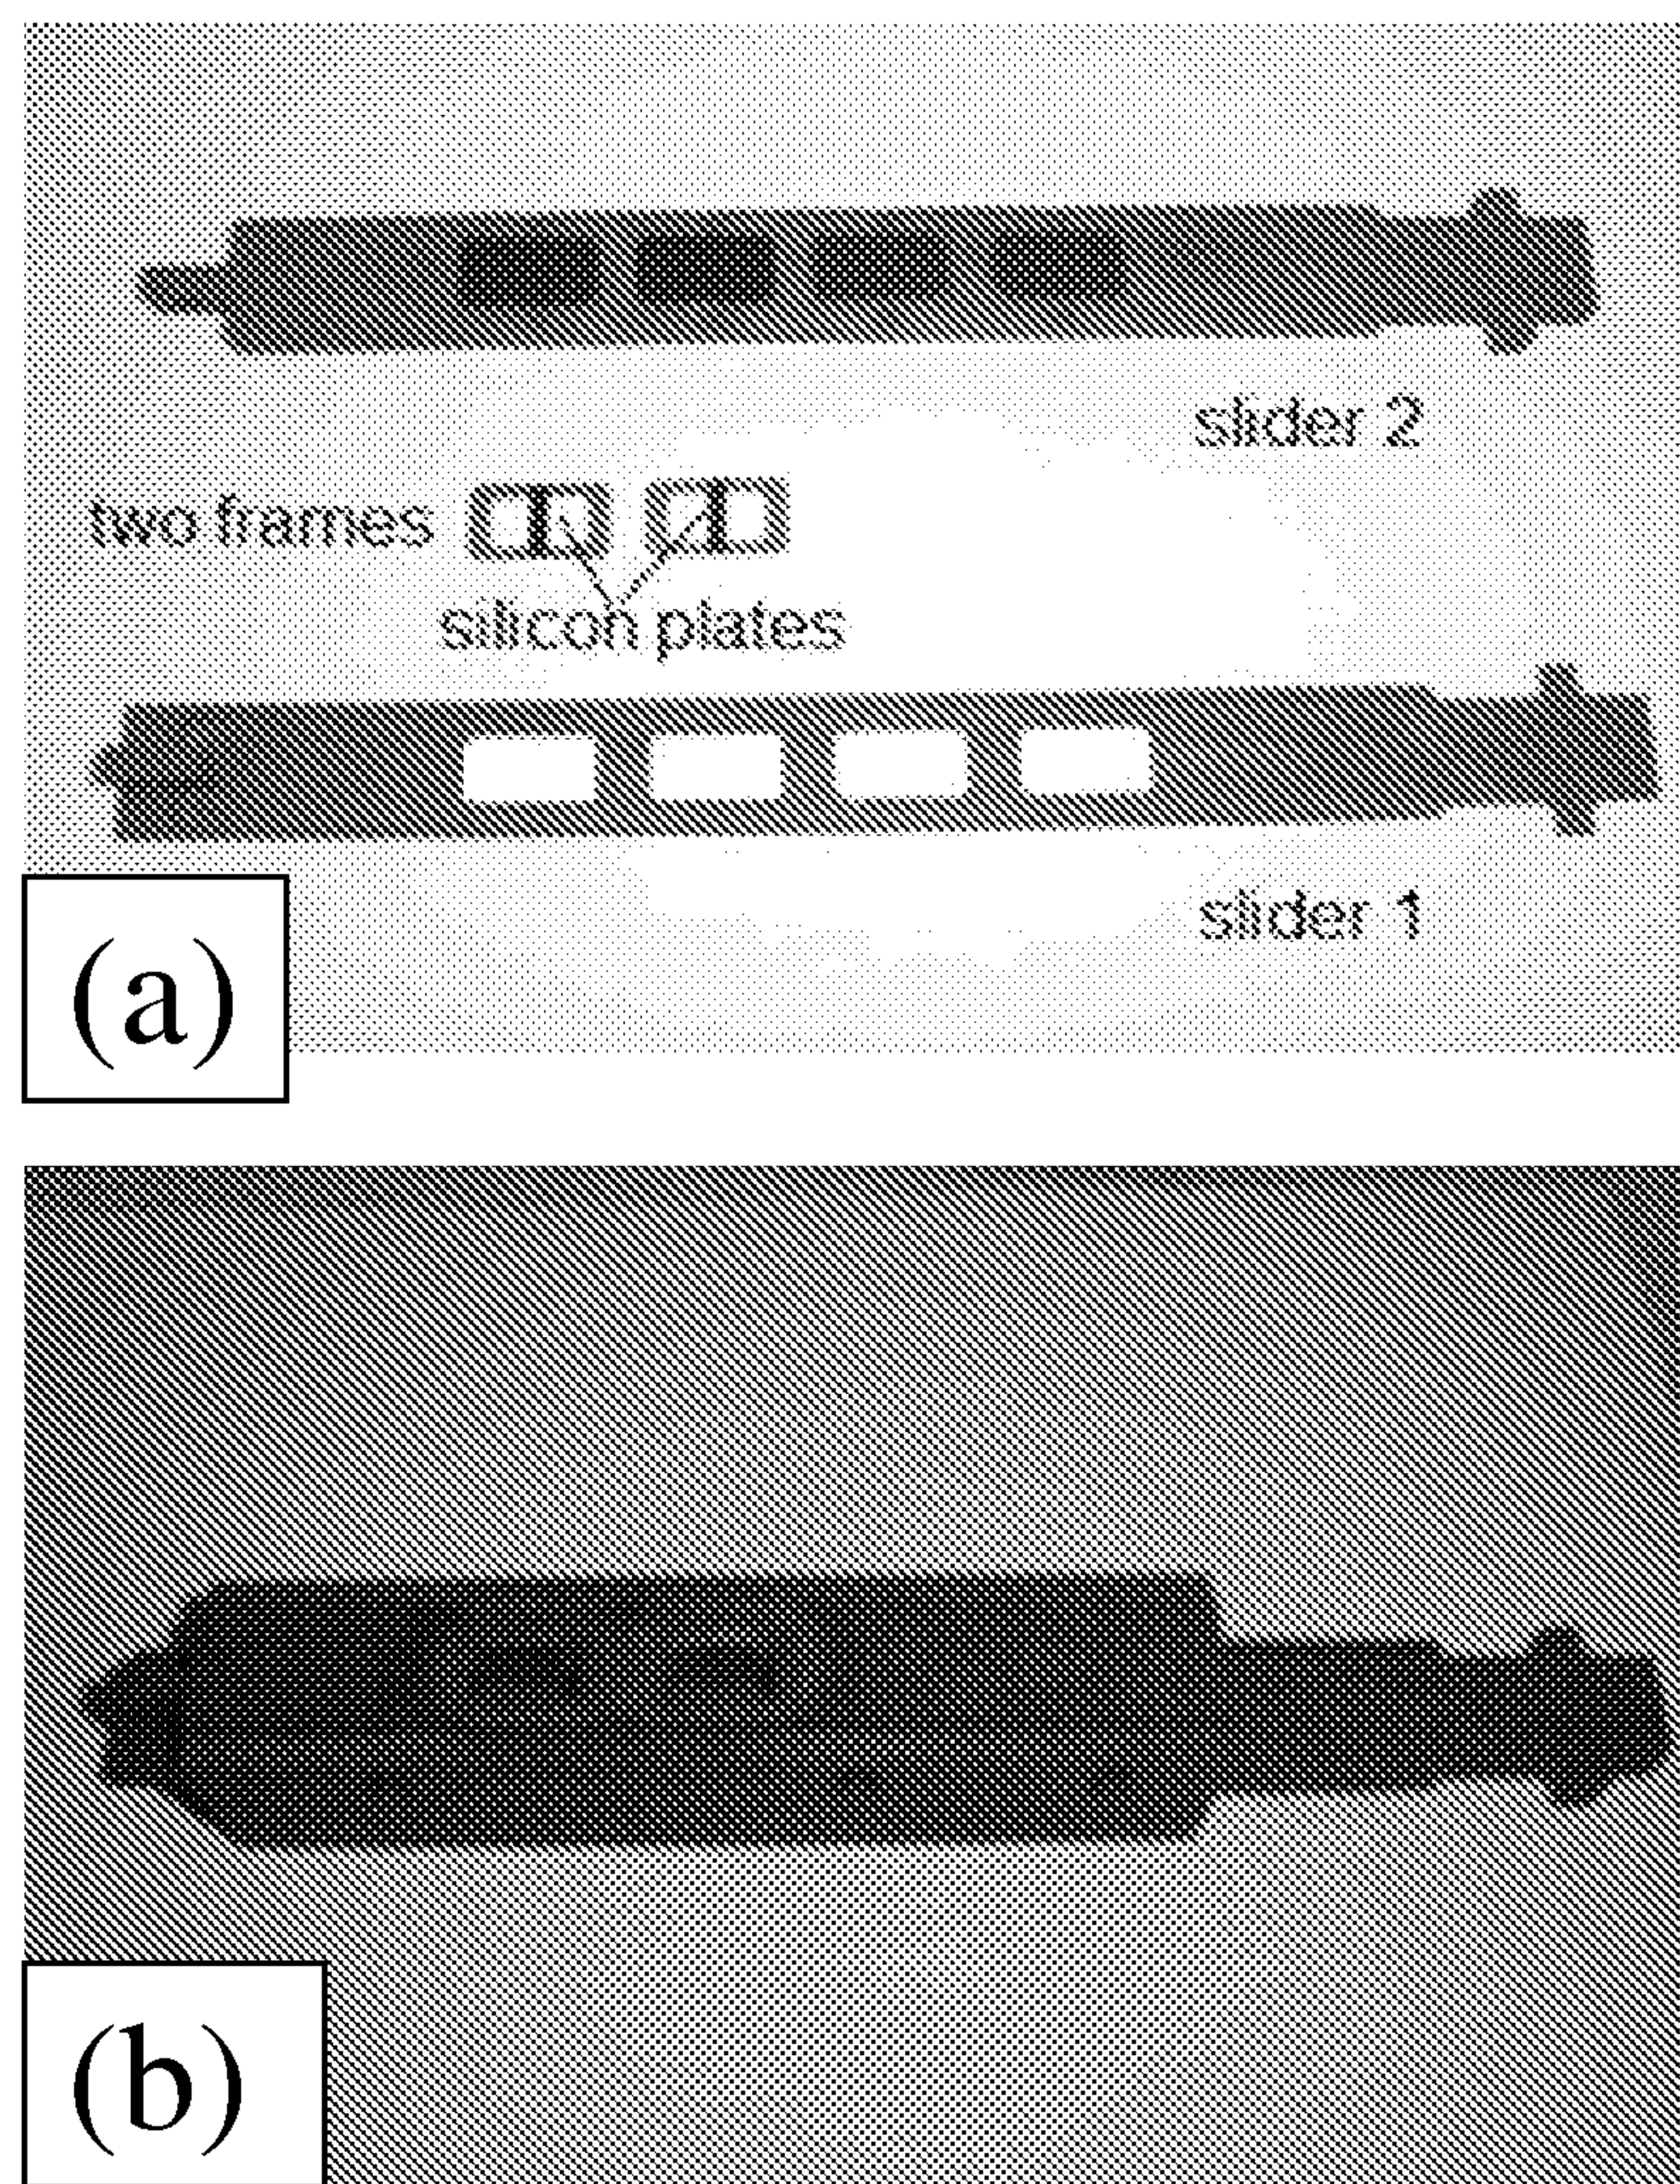 slider 2
two frames
silicon plates
slider 1
(a)
(b)